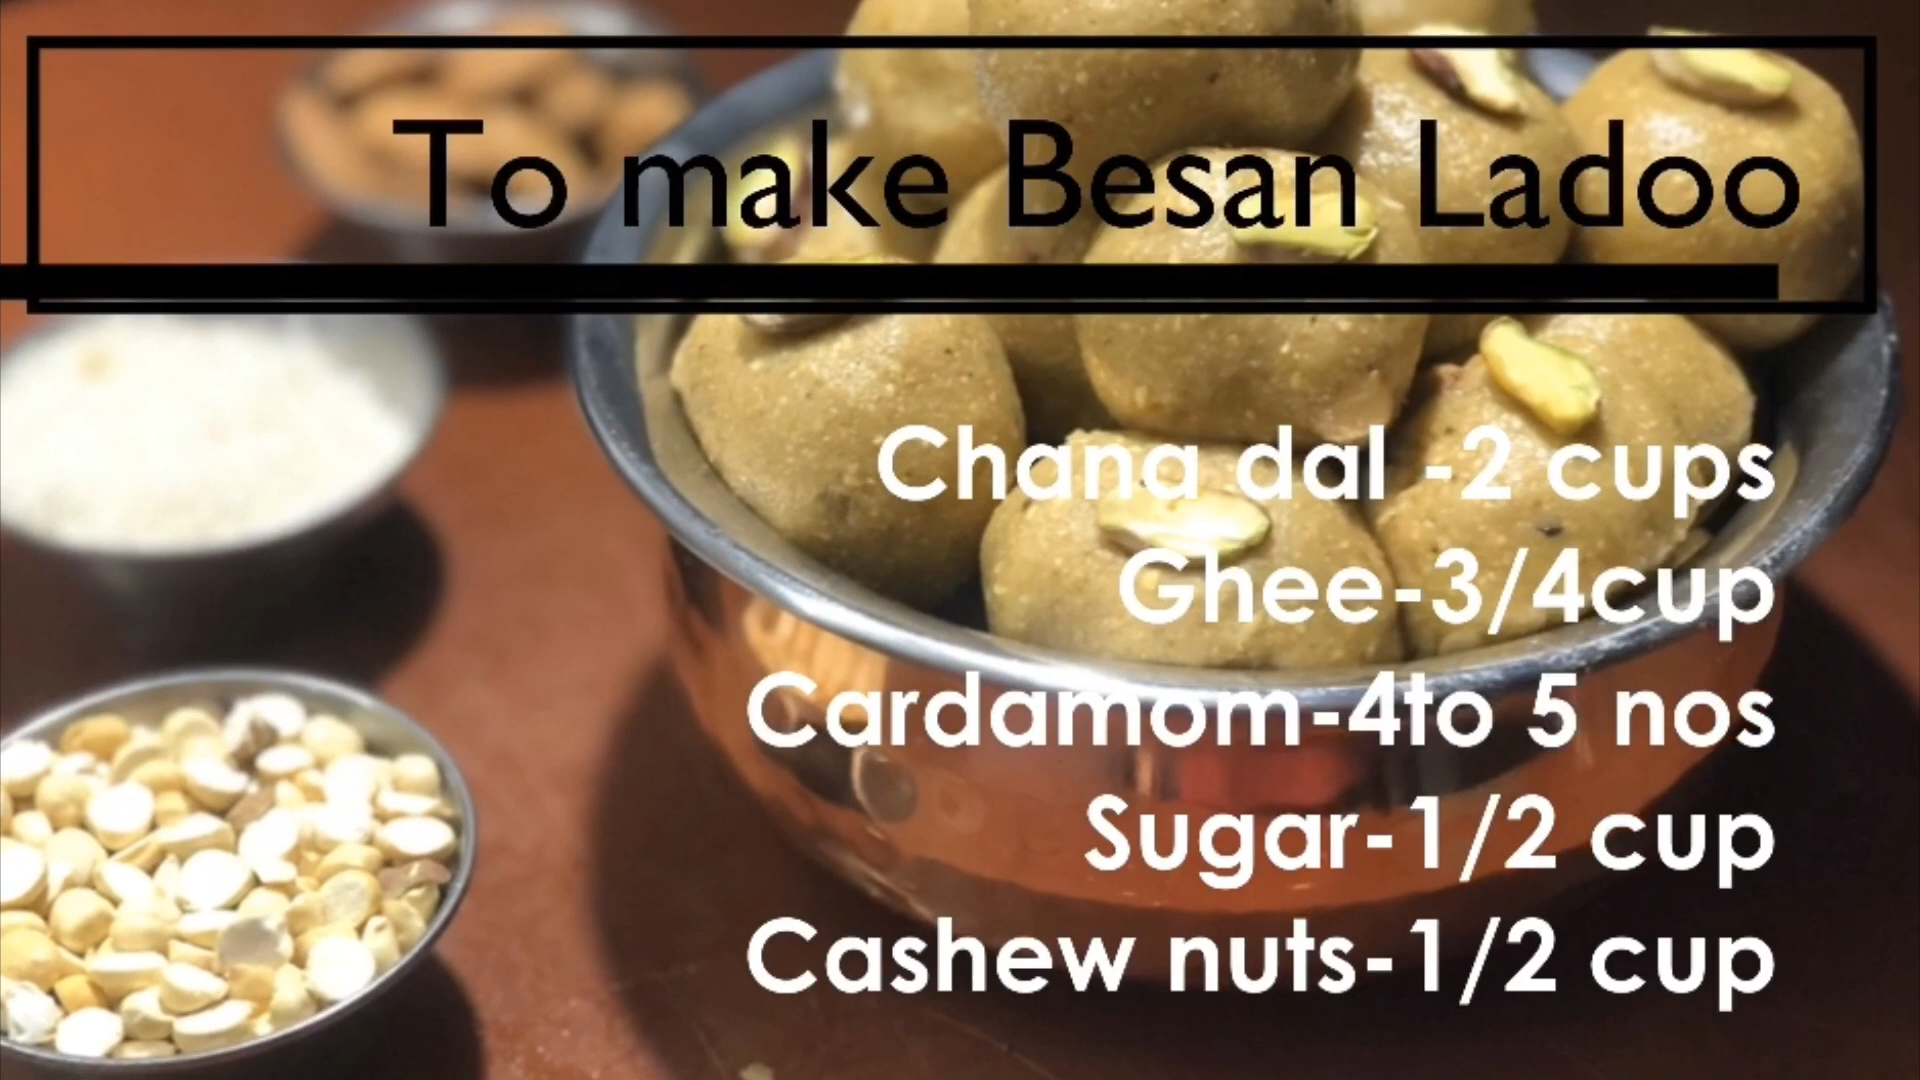 To make Besan Ladoo
Chana dal -2 cups
Ghee-3/4cup
Cardamom-4to 5 nos
Sugar-1/2 cup
Cashew nuts-1/2 cup